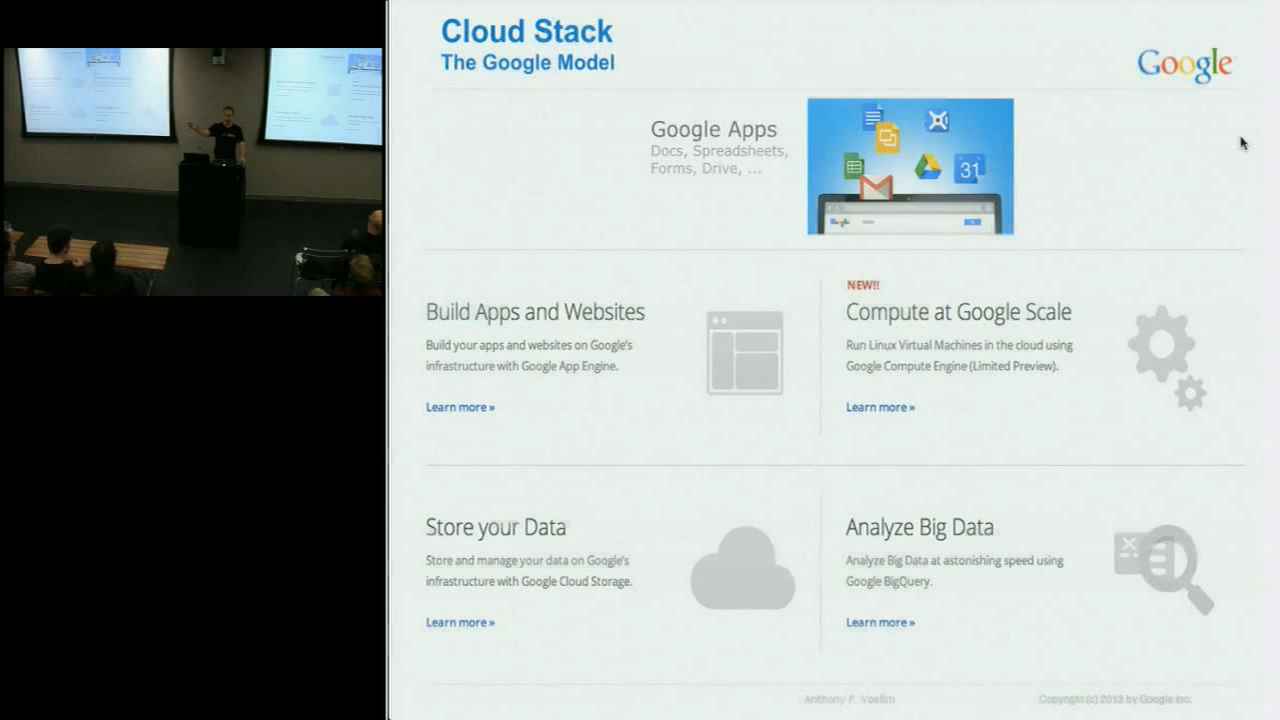 Cloud Stack
The Google Model
Google
Google Apps
Docs, Spreadsheets,
Forms, Drive, ...
31
Build Apps and Websites
Build your apps and websites on Google's
infrastructure with Google App Engine.
Learn more »
NEW!!
Compute at Google Scale
Run Linux Virtual Machines in the cloud using
Google Compute Engine (Limited Preview).
Learn more »
Store your Data
Store and manage your data on Google's
infrastructure with Google Cloud Storage.
Learn more »
Analyze Big Data
Analyze Big Data at astonishing speed using
Google BigQuery.
Learn more »
Anthony F.
Copyright (c) 2013 by Google Inc.